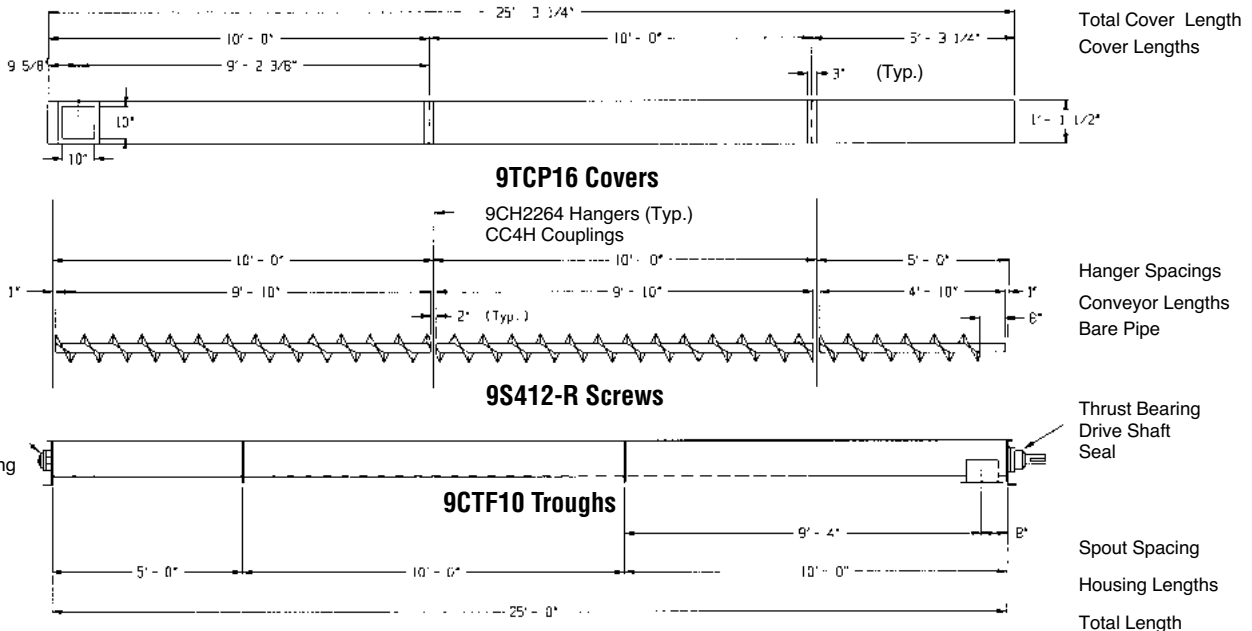 25' - 3 1/4"
Total Cover Length
10' - 0" 10' - 0" 5' - 3 1/4"
Cover Lengths
9 5/8" 9' - 2 3/8" 3" (Typ.)
10" 1' - 1 1/2"
10"
9TCP16 Covers
9CH2264 Hangers (Typ.)
CC4H Couplings
10' - 0" 10' - 0" 5' - 0"
Hanger Spacings
1" 9' - 10" 9' - 10" 4' - 10" 1"
Conveyor Lengths
2" (Typ.) 8"
Bare Pipe
9S412-R Screws
Thrust Bearing
Drive Shaft
Seal
ng
9CTF10 Troughs
9' - 4" 8"
Spout Spacing
5' - 0" 10' - 0" 10' - 0"
Housing Lengths
25' - 0"
Total Length